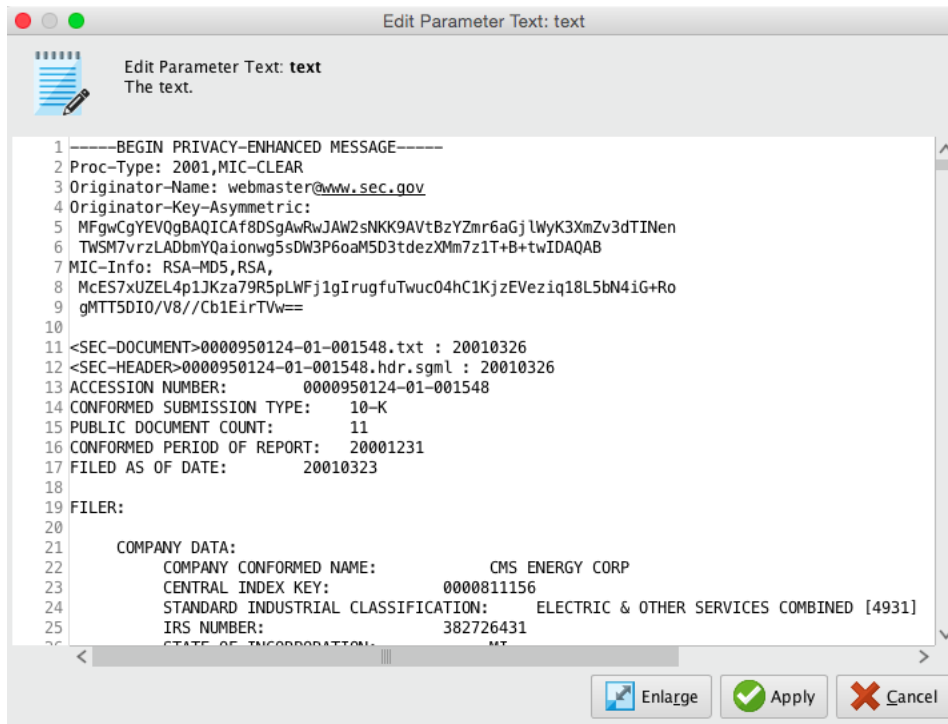 Edit Parameter Text: text
Edit Parameter Text: text
The text.
1 -----BEGIN PRIVACY-ENHANCED MESSAGE-----
2 Proc-Type: 2001,MIC-CLEAR
3 Originator-Name: webmaster@www.sec.gov
4 Originator-Key-Asymmetric:
5 MFgwCgYEVQgBAQICAf8DSgAwRwJAW2sNKK9AVtBzYZmr6aGjlWyK3XmZv3dTINen
6 TWSM7vrzLADbmYQaionwg5sDW3P6oaM5D3tdezXMm7z1T+B+twIDAQAB
7 MIC-Info: RSA-MD5,RSA,
8 McES7xUZEL4p1JKza79R5pLWFj1gIrugfuTwucO4hC1KjzEVeziq18L5bN4iG+Ro
9 gMTT5DIO/V8//Cb1EirTVw==
10
11 <SEC-DOCUMENT>0000950124-01-001548.txt : 20010326
12 <SEC-HEADER>0000950124-01-001548.hdr.sgml : 20010326
13 ACCESSION NUMBER: 0000950124-01-001548
14 CONFORMED SUBMISSION TYPE: 10-K
15 PUBLIC DOCUMENT COUNT: 11
16 CONFORMED PERIOD OF REPORT: 20001231
17 FILED AS OF DATE: 20010323
18
19 FILER:
20
21 COMPANY DATA:
22 COMPANY CONFORMED NAME: CMS ENERGY CORP
23 CENTRAL INDEX KEY: 0000811156
24 STANDARD INDUSTRIAL CLASSIFICATION: ELECTRIC & OTHER SERVICES COMBINED [4931]
25 IRS NUMBER: 382726431
26 STATE OF INCORPORATION: MI
Enlarge Apply Cancel